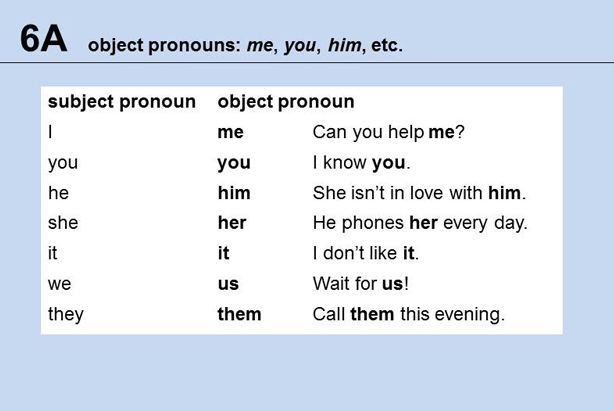 6A object pronouns: me, you, him, etc.
subject pronoun object pronoun
I me Can you help me?
you you I know you.
he him She isn’t in love with him.
she her He phones her every day.
it it I don’t like it.
we us Wait for us!
they them Call them this evening.